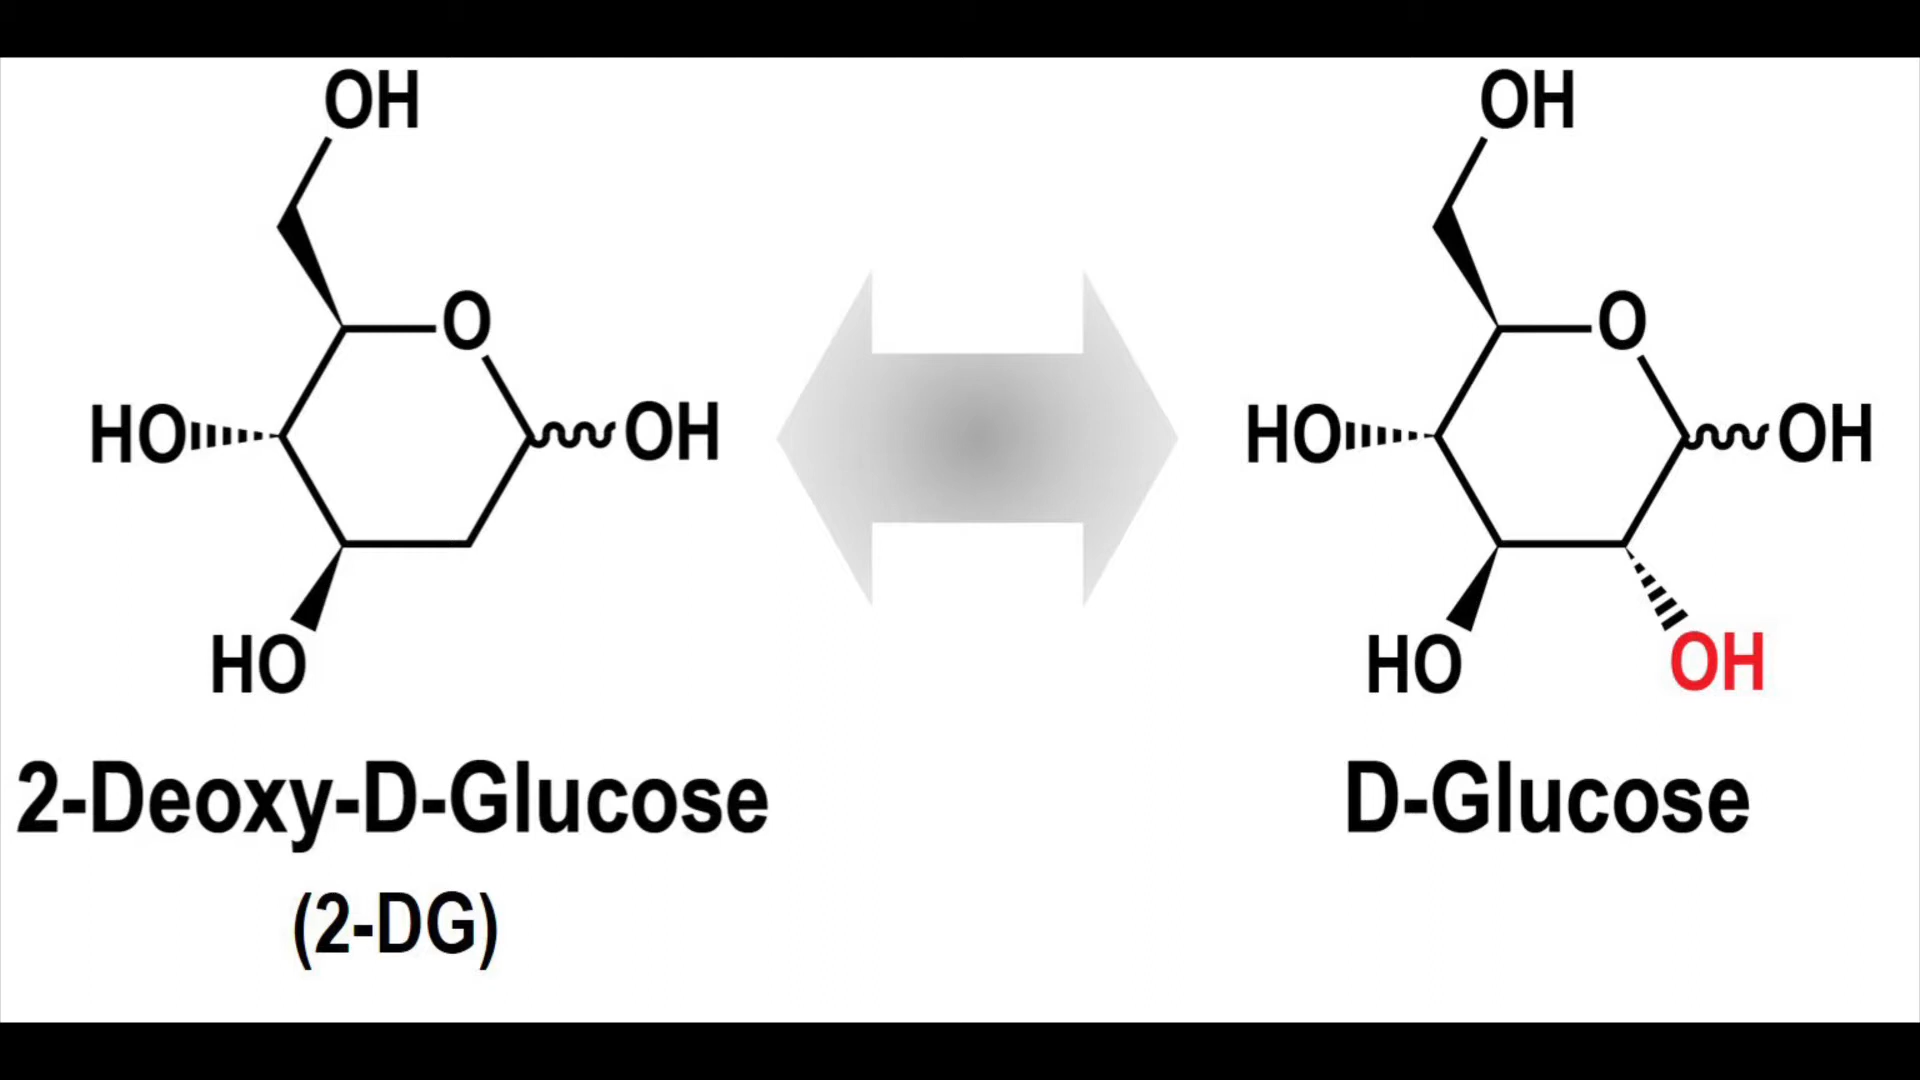 OH
OH
O
O
HO
OH
HO
OH
HO
HO
OH
2-Deoxy-D-Glucose
D-Glucose
(2-DG)